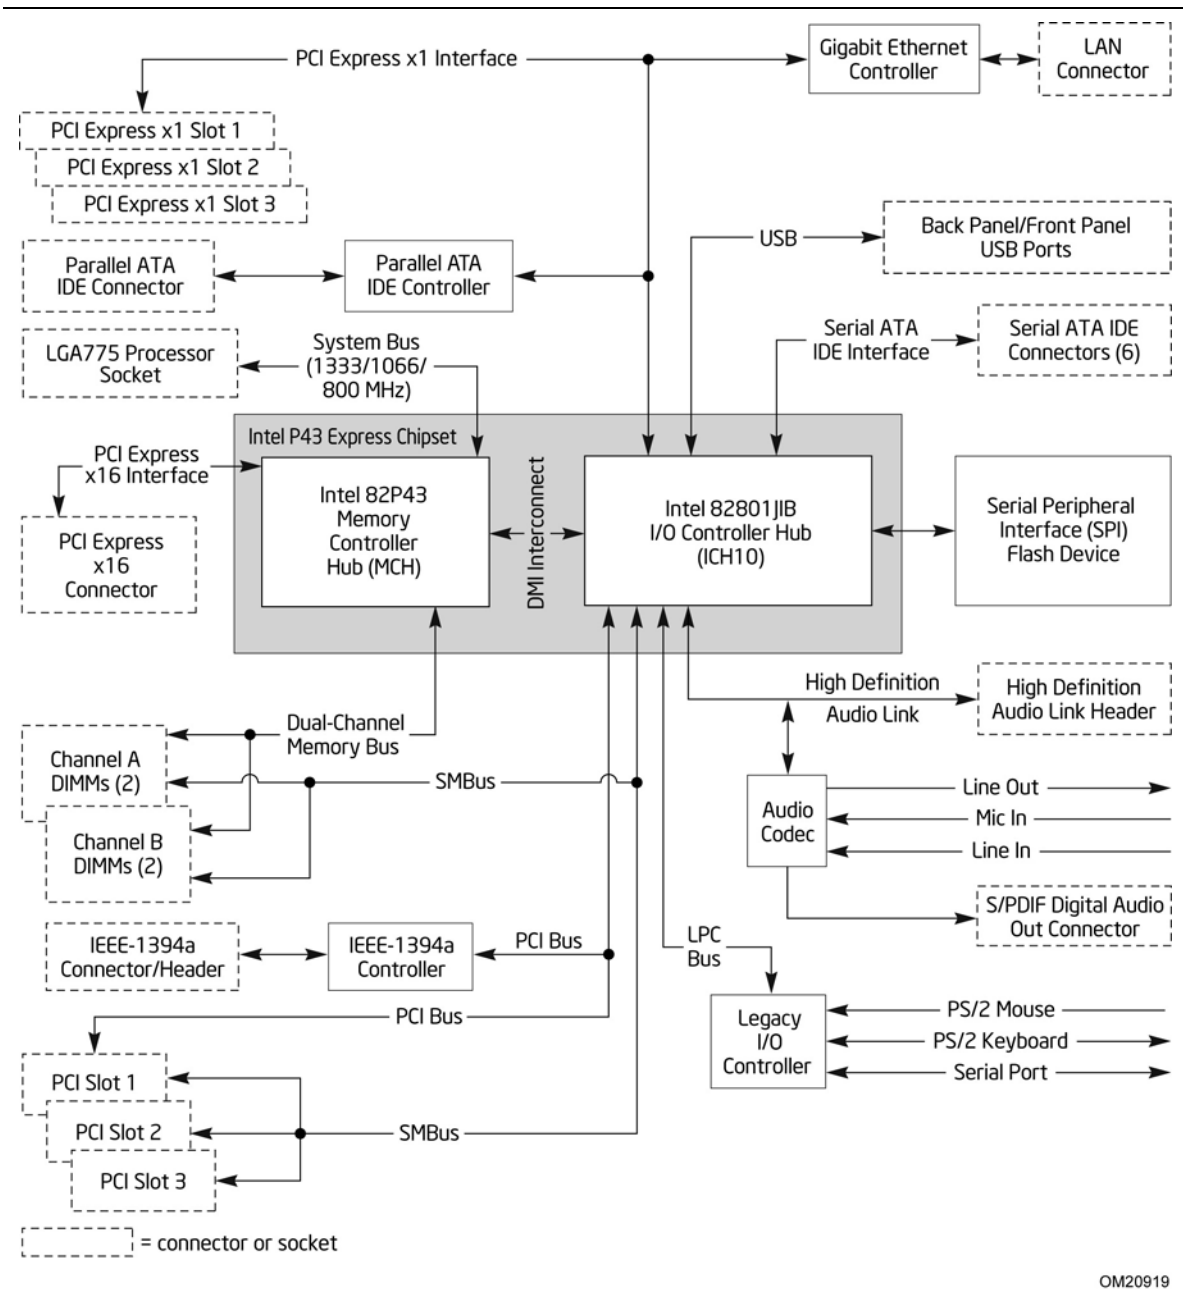 PCI Express x1 Interface
Gigabit Ethernet
Controller
LAN
Connector
PCI Express x1 Slot 1
PCI Express x1 Slot 2
PCI Express x1 Slot 3
USB
Back Panel/Front Panel
USB Ports
Parallel ATA
IDE Connector
Parallel ATA
IDE Controller
LGA775 Processor
Socket
System Bus
(1333/1066/
800 MHz)
Serial ATA
IDE Interface
Serial ATA IDE
Connectors (6)
Intel P43 Express Chipset
PCI Express
x16 Interface
PCI Express
x16
Connector
Intel 82P43
Memory
Controller
Hub (MCH)
DMI Interconnect
Intel 82801JIB
I/O Controller Hub
(ICH10)
Serial Peripheral
Interface (SPI)
Flash Device
High Definition
Audio Link
High Definition
Audio Link Header
Dual-Channel
Memory Bus
Channel A
DIMMs (2)
SMBus
Channel B
DIMMs (2)
Audio
Codec
Line Out
Mic In
Line In
S/PDIF Digital Audio
Out Connector
IEEE-1394a
Connector/Header
IEEE-1394a
Controller
PCI Bus
LPC
Bus
PCI Bus
Legacy
I/O
Controller
PS/2 Mouse
PS/2 Keyboard
Serial Port
PCI Slot 1
PCI Slot 2
PCI Slot 3
SMBus
= connector or socket
OM20919